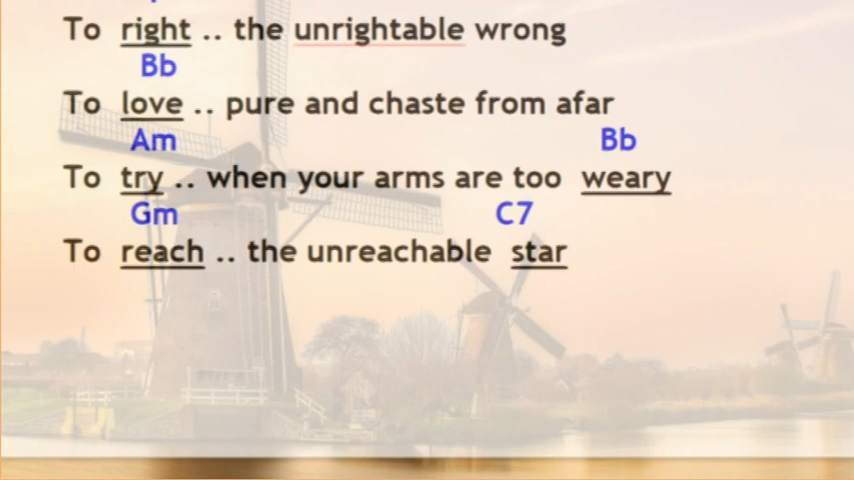 To right .. the unrightable wrong
Bb
To love .. pure and chaste from afar
Am Bb
To try .. when your arms are too weary
Gm C7
To reach .. the unreachable star